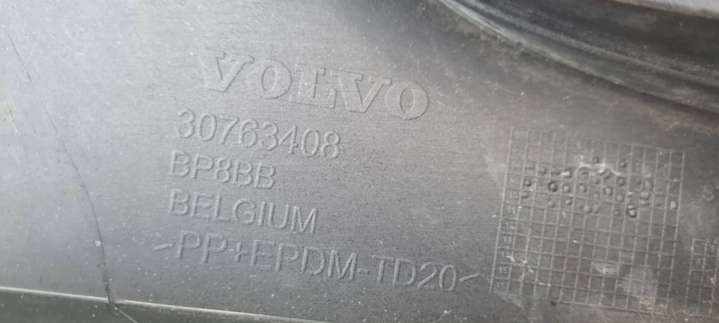 VOLVO
30763408
BP8BB
BELGIUM
>PP+EPDM-TD20<